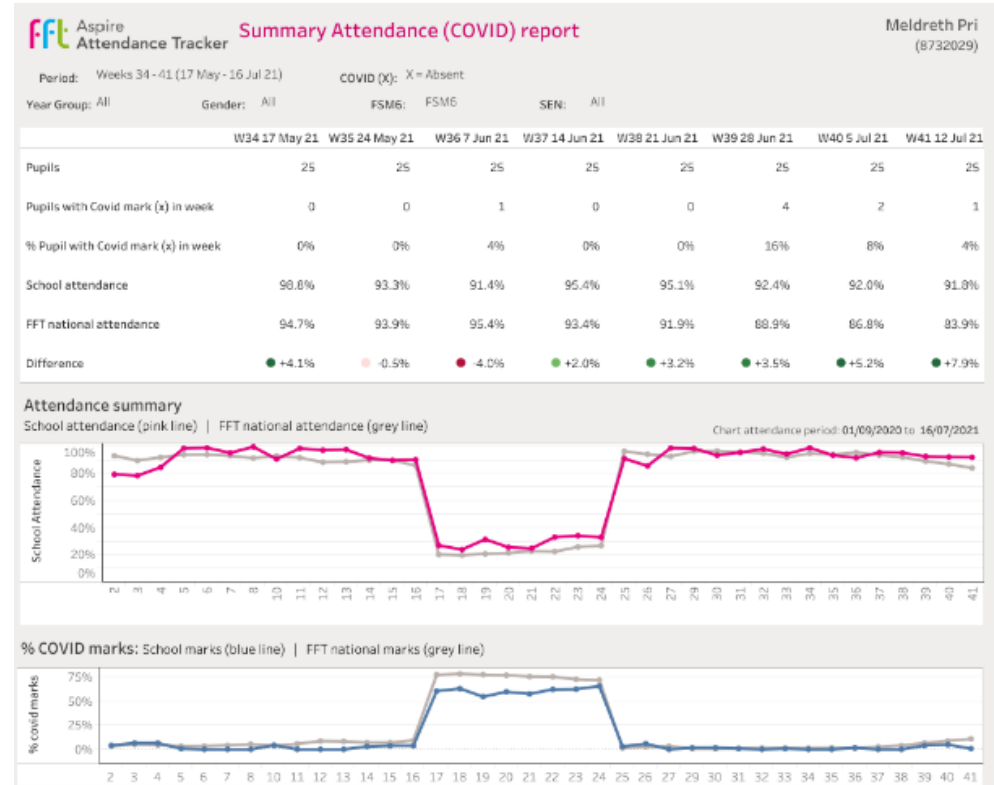 fft Aspire
Attendance Tracker
Summary Attendance (COVID) report
Meldreth Pri
(8732029)
Period: Weeks 34 - 41 (17 May - 16 Jul 21) COVID (X): X = Absent
Year Group: All Gender: All FSM6: FSM6 SEN: All
W34 17 May 21 W35 24 May 21 W36 7 Jun 21 W37 14 Jun 21 W38 21 Jun 21 W39 28 Jun 21 W40 5 Jul 21 W41 12 Jul 21
Pupils 25 25 25 25 25 25 25 25
Pupils with Covid mark (x) in week 0 0 1 0 0 4 2 1
% Pupil with Covid mark (x) in week 0% 0% 4% 0% 0% 16% 8% 4%
School attendance 98.8% 93.3% 91.4% 95.4% 95.1% 92.4% 92.0% 91.8%
FFT national attendance 94.7% 93.9% 95.4% 93.4% 91.9% 88.9% 86.8% 83.9%
Difference +4.1% -0.5% -4.0% +2.0% +3.2% +3.5% +5.2% +7.9%
Attendance summary
School attendance (pink line) | FFT national attendance (grey line)
Chart attendance period: 01/09/2020 to 16/07/2021
School Attendance
100%
80%
60%
40%
20%
0%
2 3 4 5 6 7 8 10 11 12 13 14 15 16 17 18 19 20 21 22 23 24 25 26 27 29 30 31 32 33 34 35 36 37 38 39 40 41
% COVID marks: School marks (blue line) | FFT national marks (grey line)
% covid marks
75%
50%
25%
0%
2 3 4 5 6 7 8 10 11 12 13 14 15 16 17 18 19 20 21 22 23 24 25 26 27 29 30 31 32 33 34 35 36 37 38 39 40 41